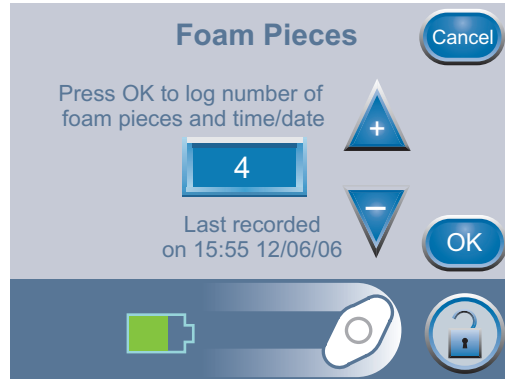 Foam Pieces
Cancel
Press OK to log number of
foam pieces and time/date
+
4
–
Last recorded
on 15:55 12/06/06
OK